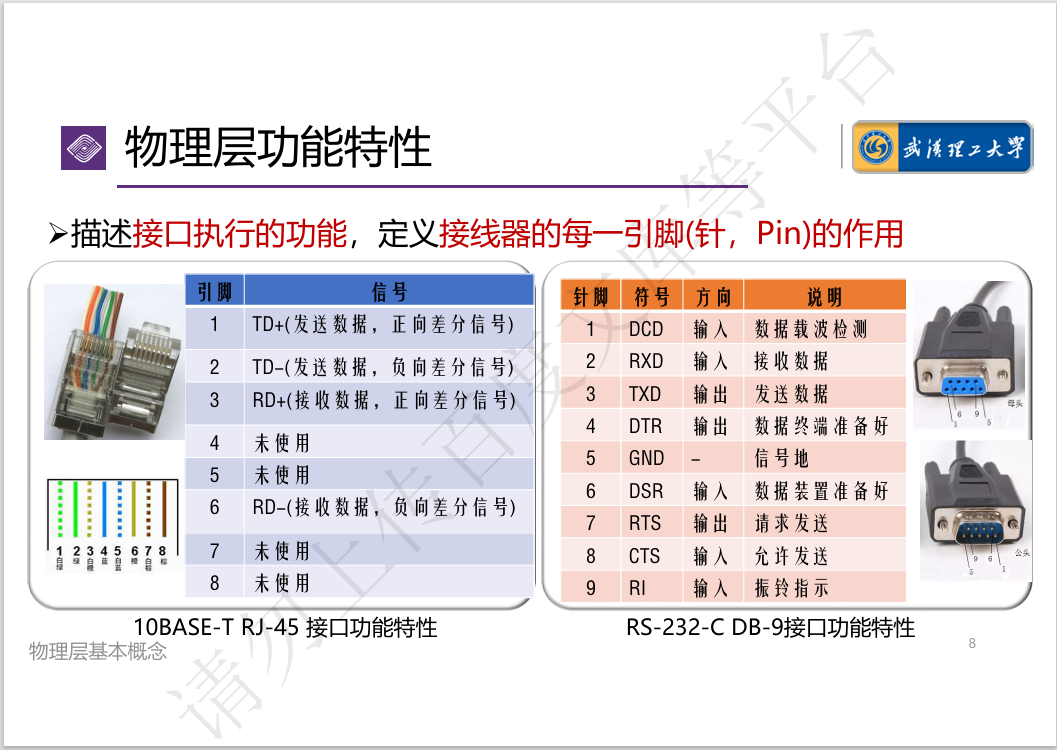 物理层功能特性
武汉理工大学
➢描述接口执行的功能，定义接线器的每一引脚(针，Pin)的作用
引脚 信号
1 TD+(发送数据，正向差分信号)
2 TD-(发送数据，负向差分信号)
3 RD+(接收数据，正向差分信号)
4 未使用
5 未使用
6 RD-(接收数据，负向差分信号)
7 未使用
8 未使用
1 2 3 4 5 6 7 8
白绿 绿 白橙 蓝 白蓝 橙 白棕 棕
10BASE-T RJ-45 接口功能特性
针脚 符号 方向 说明
1 DCD 输入 数据载波检测
2 RXD 输入 接收数据
3 TXD 输出 发送数据
4 DTR 输出 数据终端准备好
5 GND - 信号地
6 DSR 输入 数据装置准备好
7 RTS 输出 请求发送
8 CTS 输入 允许发送
9 RI 输入 振铃指示
母头
6 9
1 5
公头
9 6
5 1
RS-232-C DB-9接口功能特性
物理层基本概念
8
请勿上传百度文库等平台